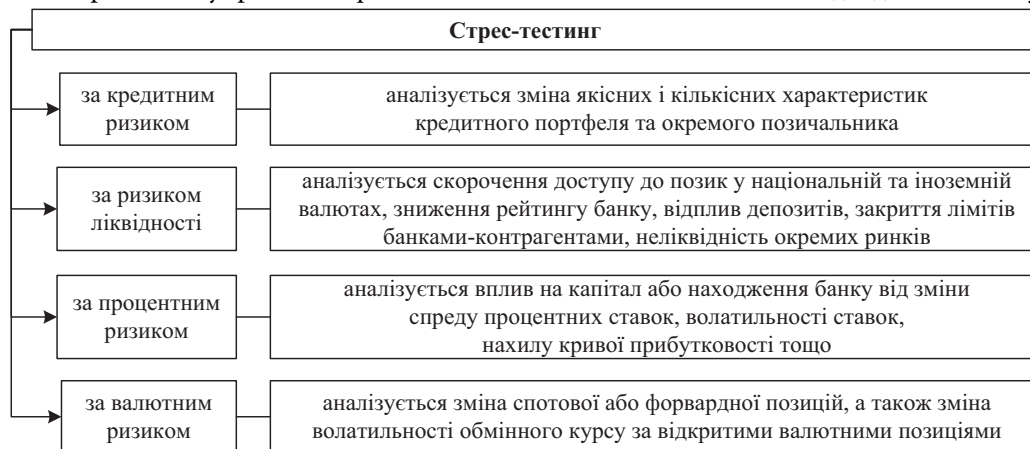 Стрес-тестинг
за кредитним
ризиком
аналізується зміна якісних і кількісних характеристик
кредитного портфеля та окремого позичальника
за ризиком
ліквідності
аналізується скорочення доступу до позик у національній та іноземній
валютах, зниження рейтингу банку, відплив депозитів, закриття лімітів
банками-контрагентами, неліквідність окремих ринків
за процентним
ризиком
аналізується вплив на капітал або находження банку від зміни
спреду процентних ставок, волатильності ставок,
нахилу кривої прибутковості тощо
за валютним
ризиком
аналізується зміна спотової або форвардної позицій, а також зміна
волатильності обмінного курсу за відкритими валютними позиціями